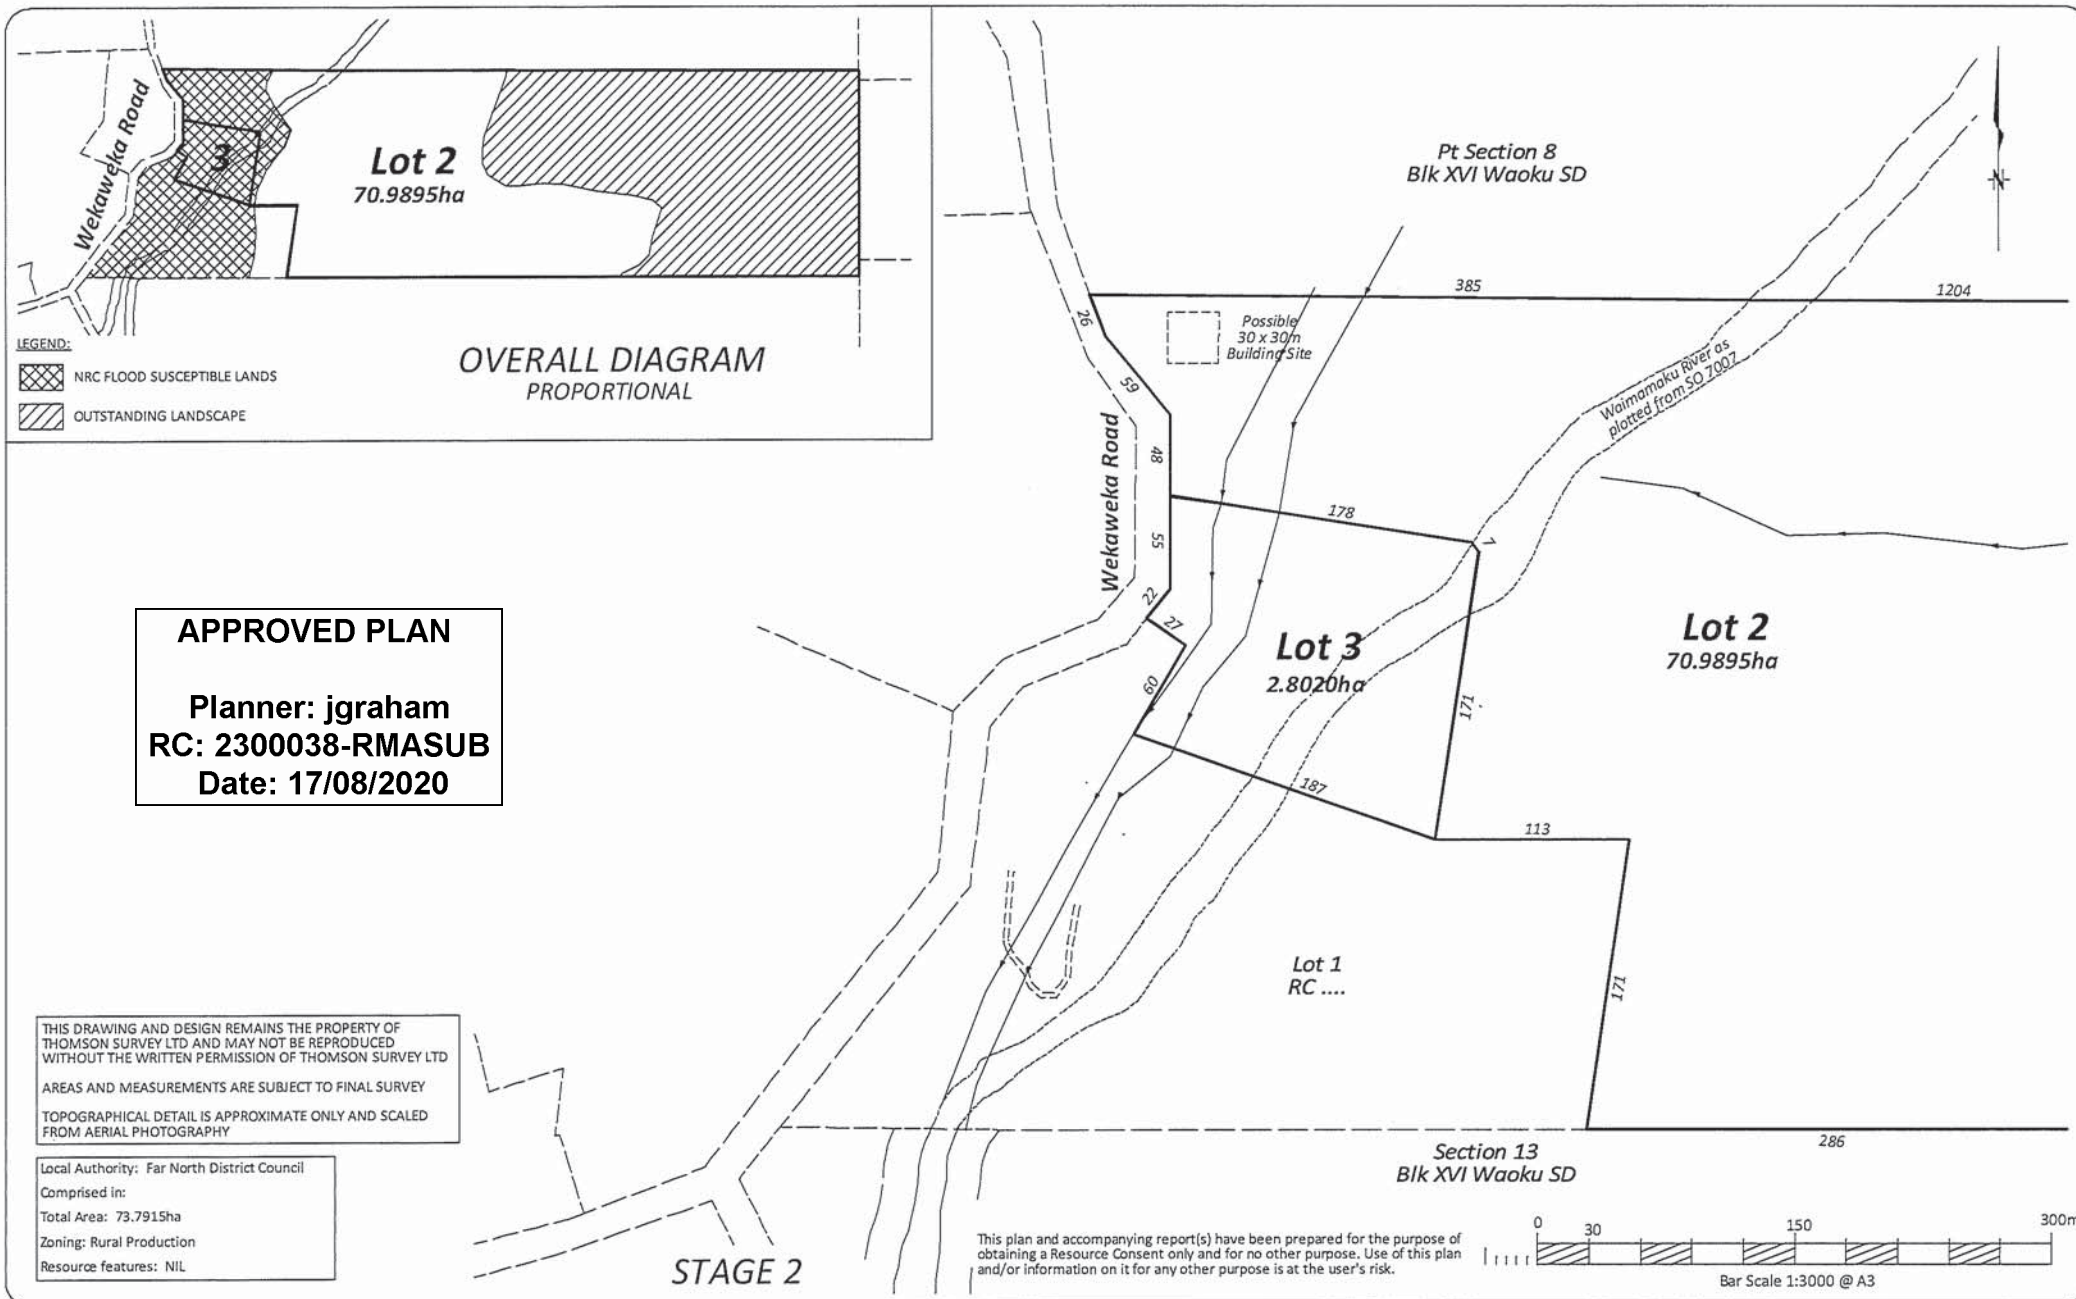 Wekaweka Road
3
Lot 2
70.9895ha
LEGEND:
NRC FLOOD SUSCEPTIBLE LANDS
OUTSTANDING LANDSCAPE
OVERALL DIAGRAM
PROPORTIONAL
Pt Section 8
Blk XVI Waoku SD
N
385
1204
26
Possible
30 x 30m
Building Site
59
Waimamaku River as
plotted from SO 7007
48
Wekaweka Road
178
7
55
22
27
Lot 3
2.8020ha
60
171
Lot 2
70.9895ha
187
113
APPROVED PLAN
Planner: jgraham
RC: 2300038-RMASUB
Date: 17/08/2020
Lot 1
RC ....
171
THIS DRAWING AND DESIGN REMAINS THE PROPERTY OF
THOMSON SURVEY LTD AND MAY NOT BE REPRODUCED
WITHOUT THE WRITTEN PERMISSION OF THOMSON SURVEY LTD
AREAS AND MEASUREMENTS ARE SUBJECT TO FINAL SURVEY
TOPOGRAPHICAL DETAIL IS APPROXIMATE ONLY AND SCALED
FROM AERIAL PHOTOGRAPHY
286
Section 13
Blk XVI Waoku SD
Local Authority: Far North District Council
Comprised in:
Total Area: 73.7915ha
Zoning: Rural Production
Resource features: NIL
STAGE 2
This plan and accompanying report(s) have been prepared for the purpose of
obtaining a Resource Consent only and for no other purpose. Use of this plan
and/or information on it for any other purpose is at the user's risk.
0
30
150
300m
Bar Scale 1:3000 @ A3